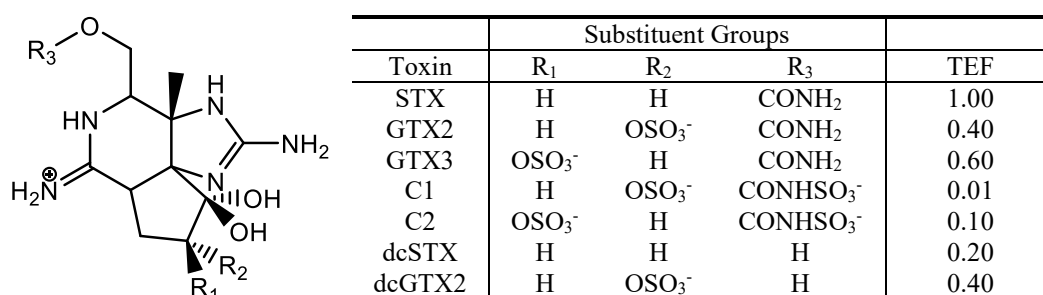 O
R₃
H
N
HN
NH₂
⊕
N
H₂N
OH
OH
R₂
R₁
Substituent Groups
Toxin R₁ R₂ R₃ TEF
STX H H CONH₂ 1.00
GTX2 H OSO₃⁻ CONH₂ 0.40
GTX3 OSO₃⁻ H CONH₂ 0.60
C1 H OSO₃⁻ CONHSO₃⁻ 0.01
C2 OSO₃⁻ H CONHSO₃⁻ 0.10
dcSTX H H H 0.20
dcGTX2 H OSO₃⁻ H 0.40